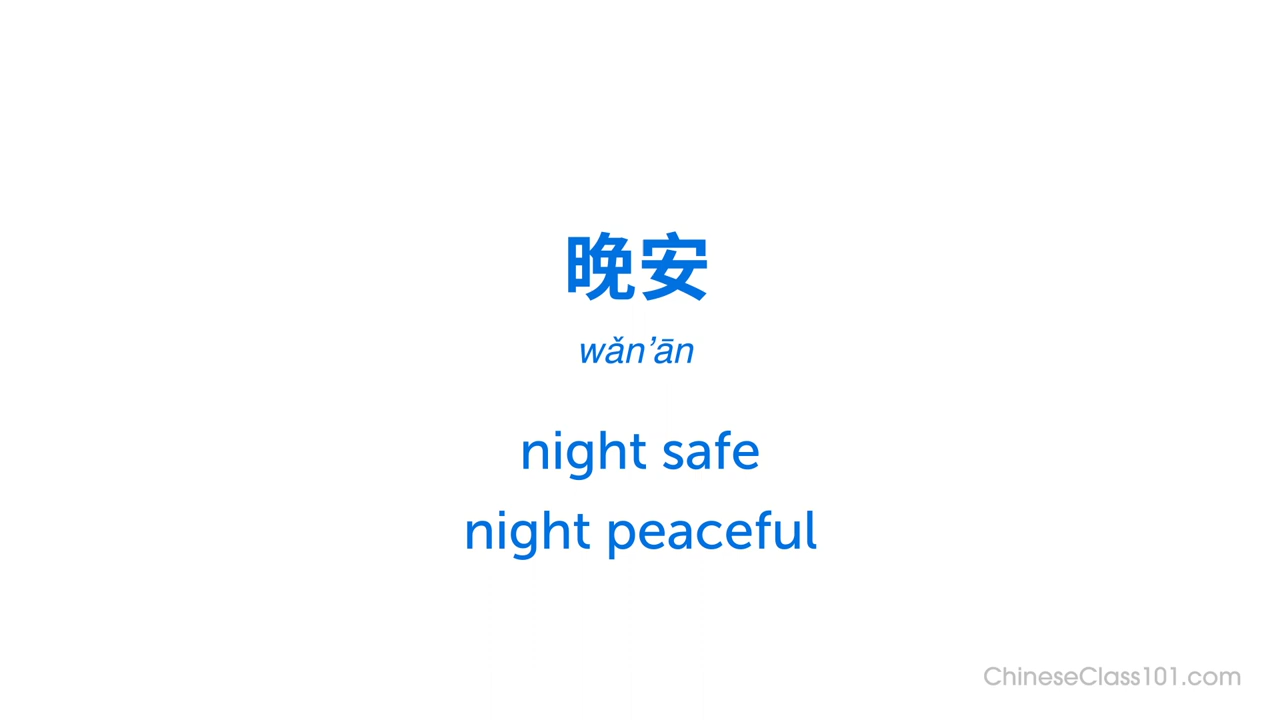 晚安
wǎn’ān
night safe
night peaceful
ChineseClass101.com